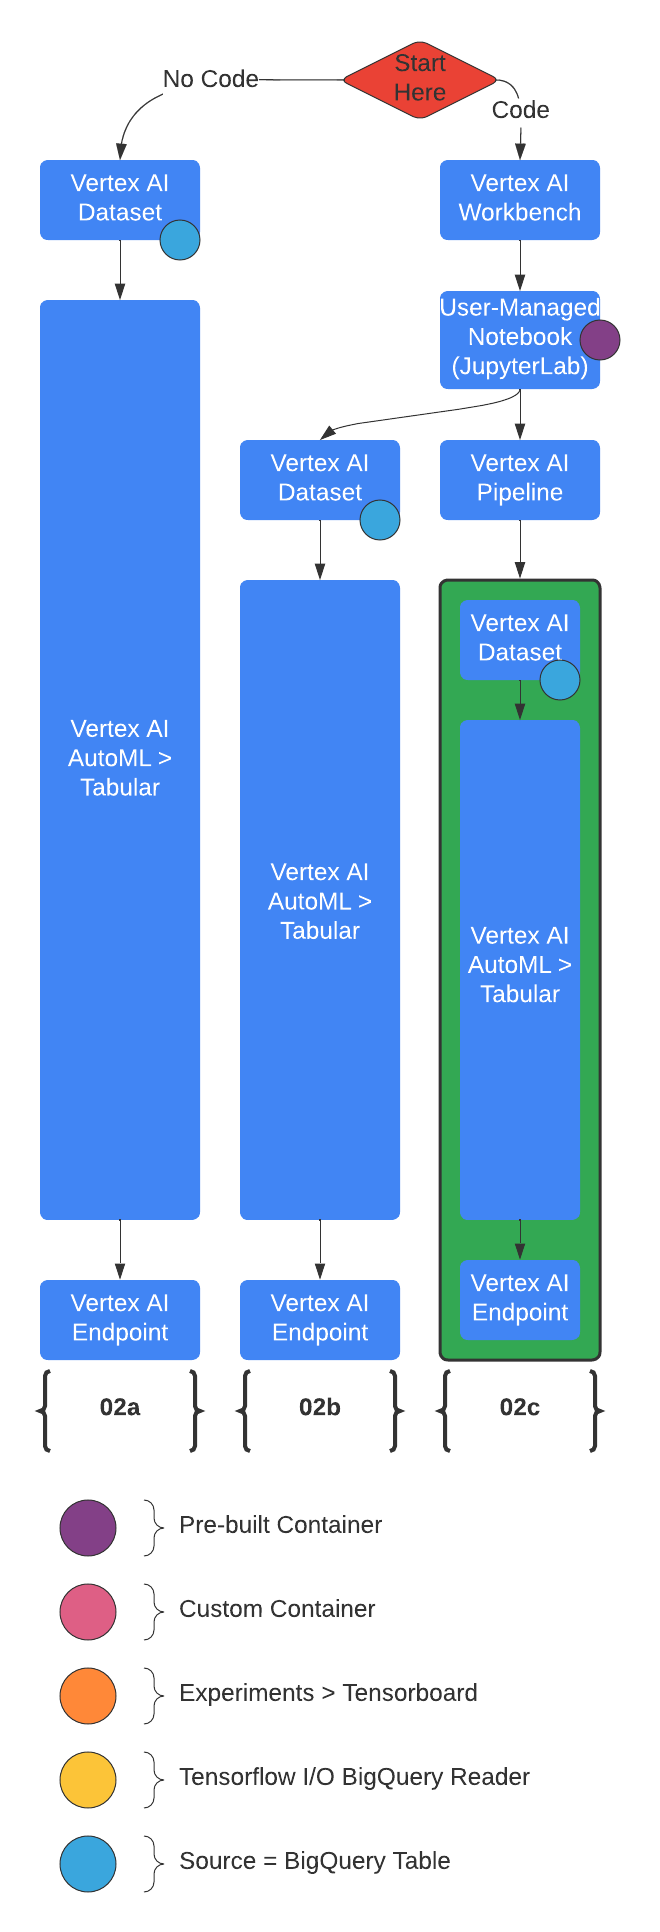 Start
Here
No Code
Code
Vertex AI
Dataset
Vertex AI
Workbench
User-Managed
Notebook
(JupyterLab)
Vertex AI
Dataset
Vertex AI
Pipeline
Vertex AI
Dataset
Vertex AI
AutoML >
Tabular
Vertex AI
AutoML >
Tabular
Vertex AI
AutoML >
Tabular
Vertex AI
Endpoint
Vertex AI
Endpoint
Vertex AI
Endpoint
02a
02b
02c
Pre-built Container
Custom Container
Experiments > Tensorboard
Tensorflow I/O BigQuery Reader
Source = BigQuery Table